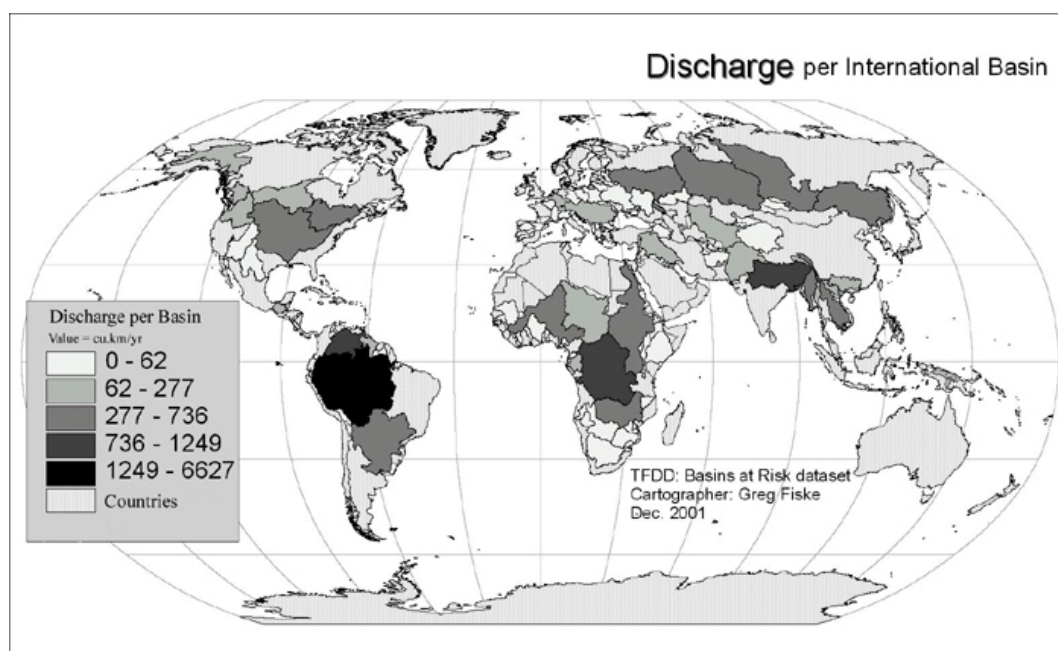 Discharge per International Basin
Discharge per Basin
Value = cu.km/yr
0 - 62
62 - 277
277 - 736
736 - 1249
1249 - 6627
Countries
TFDD: Basins at Risk dataset
Cartographer: Greg Fiske
Dec. 2001